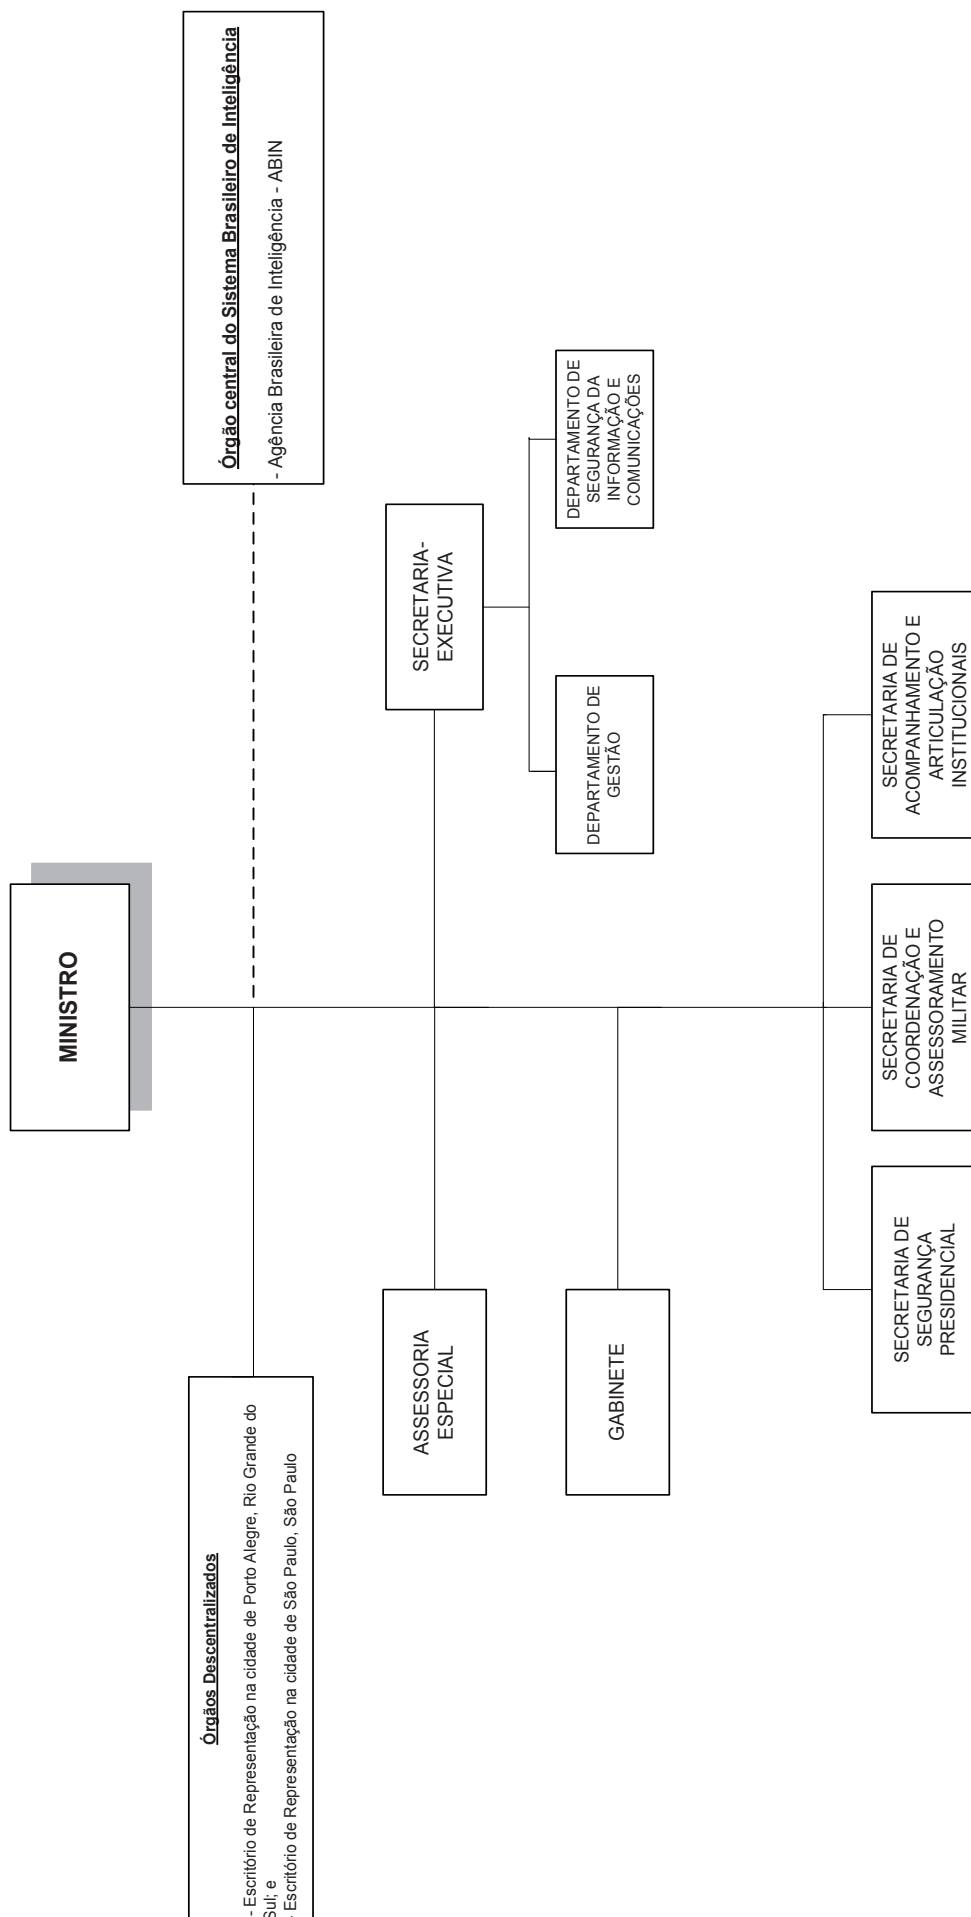 MINISTRO
Órgãos Descentralizados
- Escritório de Representação na cidade de Porto Alegre, Rio Grande do
Sul; e
- Escritório de Representação na cidade de São Paulo, São Paulo
Órgão central do Sistema Brasileiro de Inteligência
- Agência Brasileira de Inteligência - ABIN
ASSESSORIA
ESPECIAL
SECRETARIA-
EXECUTIVA
GABINETE
DEPARTAMENTO DE
GESTÃO
DEPARTAMENTO DE
SEGURANÇA DA
INFORMAÇÃO E
COMUNICAÇÕES
SECRETARIA DE
SEGURANÇA
PRESIDENCIAL
SECRETARIA DE
COORDENAÇÃO E
ASSESSORAMENTO
MILITAR
SECRETARIA DE
ACOMPANHAMENTO E
ARTICULAÇÃO
INSTITUCIONAIS